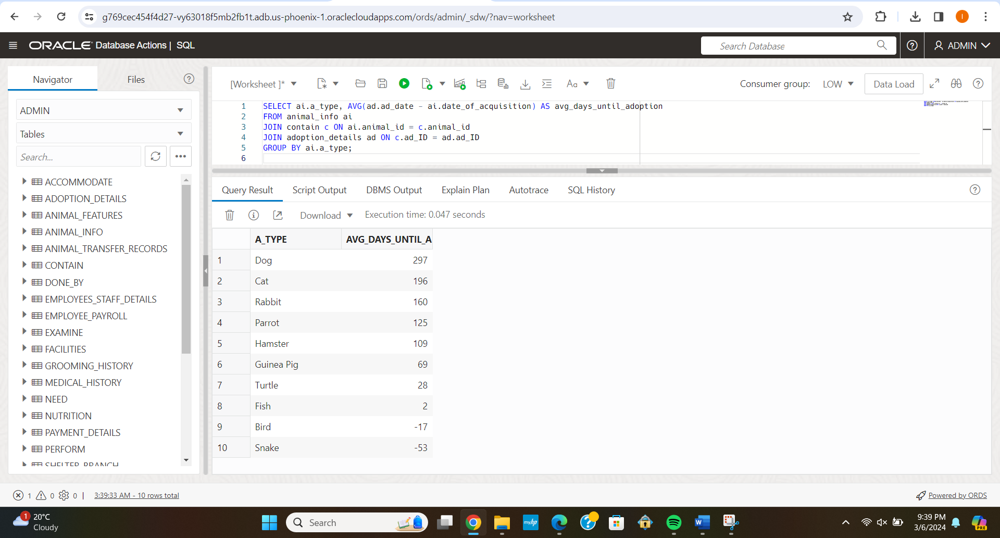 g769cec454f4d27-vy63018f5mb2fb1t.adb.us-phoenix-1.oraclecloudapps.com/ords/admin/_sdw/?nav=worksheet
I
ORACLE Database Actions | SQL
Search Database
ADMIN
Navigator
Files
[Worksheet ]*
Aa
Consumer group:
LOW
Data Load
ADMIN
Tables
Search...
ACCOMMODATE
ADOPTION_DETAILS
ANIMAL_FEATURES
ANIMAL_INFO
ANIMAL_TRANSFER_RECORDS
CONTAIN
DONE_BY
EMPLOYEES_STAFF_DETAILS
EMPLOYEE_PAYROLL
EXAMINE
FACILITIES
GROOMING_HISTORY
MEDICAL_HISTORY
NEED
NUTRITION
PAYMENT_DETAILS
PERFORM
SHELTER_BRANCH
1 SELECT ai.a_type, AVG(ad.ad_date - ai.date_of_acquisition) AS avg_days_until_adoption
2 FROM animal_info ai
3 JOIN contain c ON ai.animal_id = c.animal_id
4 JOIN adoption_details ad ON c.ad_ID = ad.ad_ID
5 GROUP BY ai.a_type;
6
Query Result
Script Output
DBMS Output
Explain Plan
Autotrace
SQL History
Download
Execution time: 0.047 seconds
A_TYPE AVG_DAYS_UNTIL_A
1 Dog 297
2 Cat 196
3 Rabbit 160
4 Parrot 125
5 Hamster 109
6 Guinea Pig 69
7 Turtle 28
8 Fish 2
9 Bird -17
10 Snake -53
1 0 0 | 3:39:33 AM - 10 rows total
Powered by ORDS
1
20°C
Cloudy
Search
myhp
PRE
9:39 PM
3/6/2024